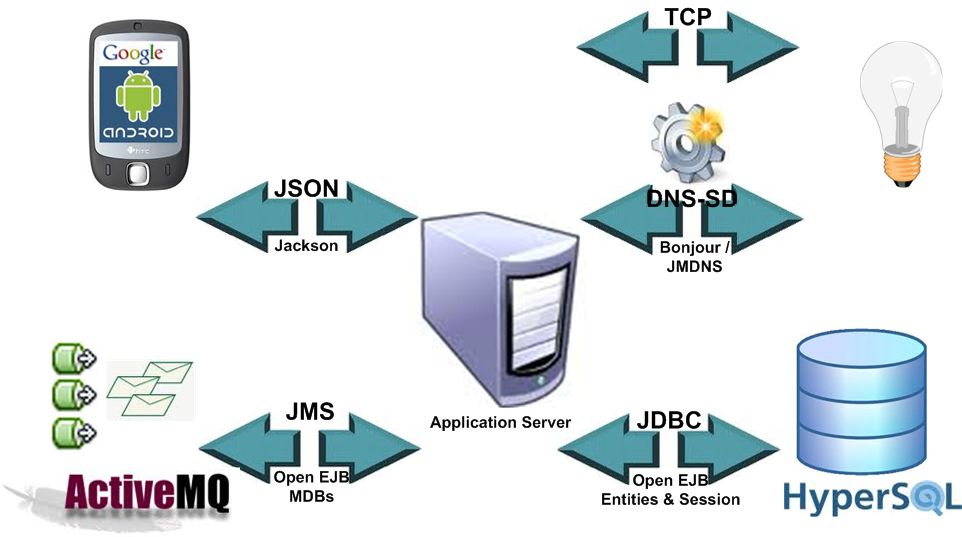 TCP
Google
ANDROID
hTC
DNS-SD
JSON
Jackson
Bonjour /
JMDNS
Application Server
JMS
JDBC
Open EJB
MDBs
Open EJB
Entities & Session
ActiveMQ
HyperSQL